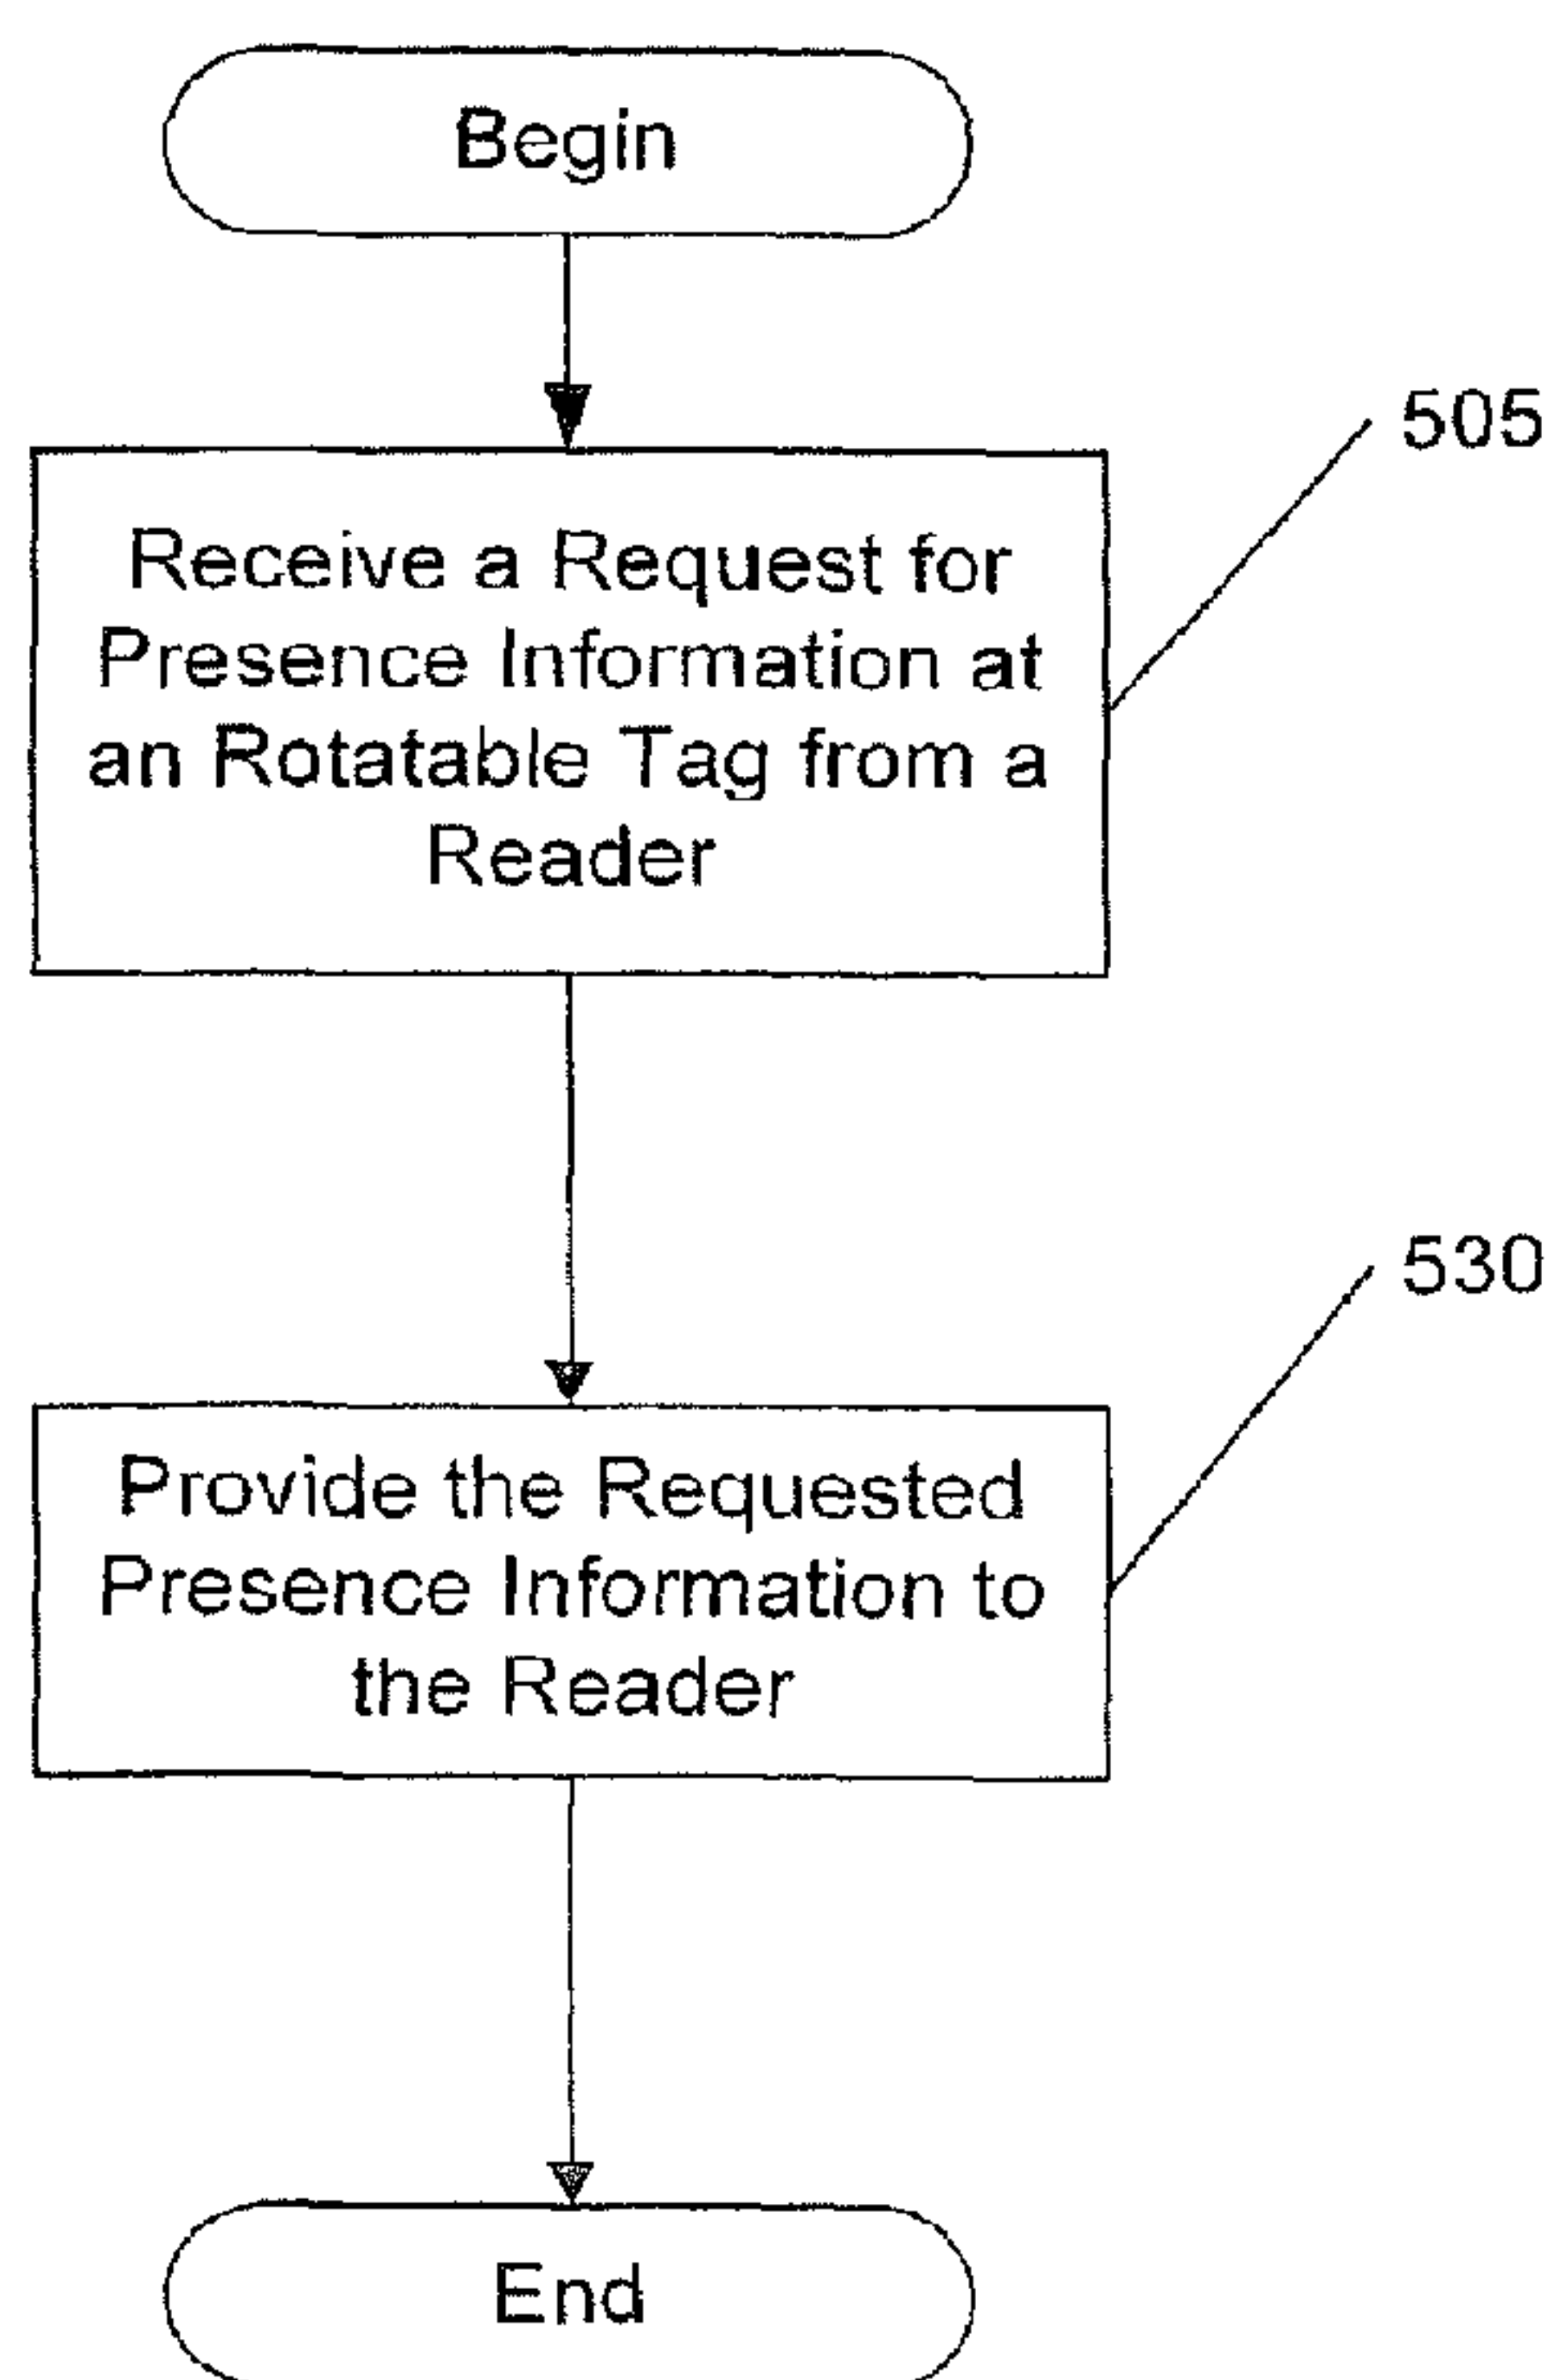 Begin
505
Receive a Request for
Presence Information at
an Rotatable Tag from a
Reader
530
Provide the Requested
Presence Information to
the Reader
End